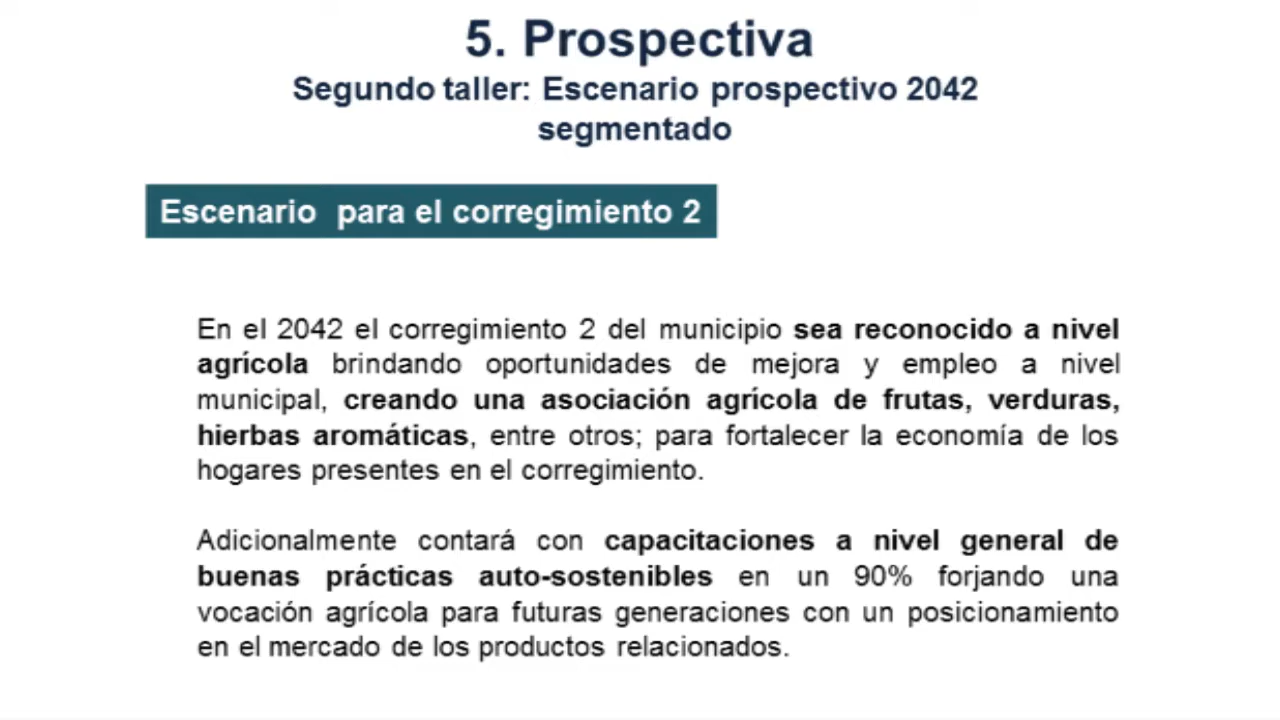 5. Prospectiva
Segundo taller: Escenario prospectivo 2042
segmentado
Escenario para el corregimiento 2
En el 2042 el corregimiento 2 del municipio sea reconocido a nivel
agrícola brindando oportunidades de mejora y empleo a nivel
municipal, creando una asociación agrícola de frutas, verduras,
hierbas aromáticas, entre otros; para fortalecer la economía de los
hogares presentes en el corregimiento.
Adicionalmente contará con capacitaciones a nivel general de
buenas prácticas auto-sostenibles en un 90% forjando una
vocación agrícola para futuras generaciones con un posicionamiento
en el mercado de los productos relacionados.